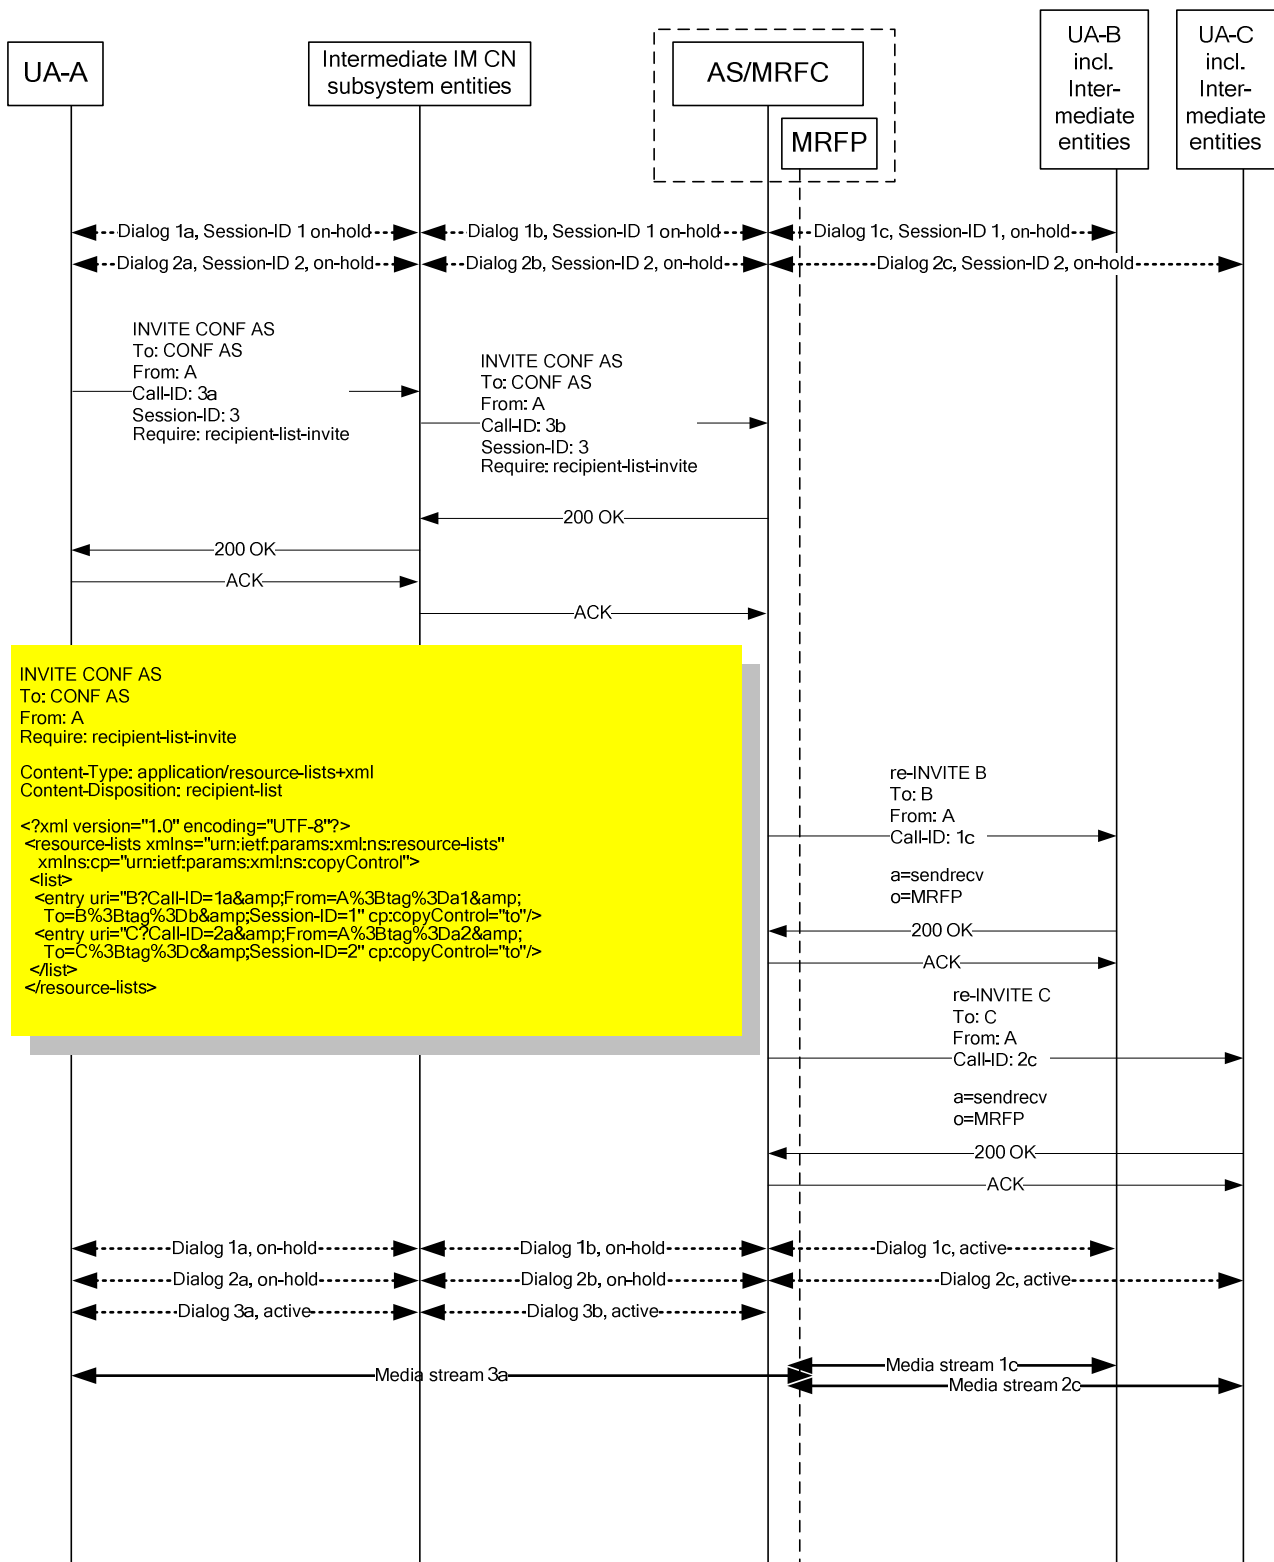 UA-A
Intermediate IM CN
subsystem entities
AS/MRFC
MRFP
UA-B
incl.
Inter-
mediate
entities
UA-C
incl.
Inter-
mediate
entities
Dialog 1a, Session-ID 1 on-hold
Dialog 1b, Session-ID 1 on-hold
Dialog 1c, Session-ID 1, on-hold
Dialog 2a, Session-ID 2, on-hold
Dialog 2b, Session-ID 2, on-hold
Dialog 2c, Session-ID 2, on-hold
INVITE CONF AS
To: CONF AS
From: A
Call-ID: 3a
Session-ID: 3
Require: recipient-list-invite
INVITE CONF AS
To: CONF AS
From: A
Call-ID: 3b
Session-ID: 3
Require: recipient-list-invite
200 OK
200 OK
ACK
ACK
INVITE CONF AS
To: CONF AS
From: A
Require: recipient-list-invite
Content-Type: application/resource-lists+xml
Content-Disposition: recipient-list
<?xml version="1.0" encoding="UTF-8"?>
<resource-lists xmlns="urn:ietf:params:xml:ns:resource-lists"
xmlns:cp="urn:ietf:params:xml:ns:copyControl">
<list>
<entry uri="B?Call-ID=1a&amp;From=A%3Btag%3Da1&amp;
To=B%3Btag%3Db&amp;Session-ID=1" cp:copyControl="to"/>
<entry uri="C?Call-ID=2a&amp;From=A%3Btag%3Da2&amp;
To=C%3Btag%3Dc&amp;Session-ID=2" cp:copyControl="to"/>
</list>
</resource-lists>
re-INVITE B
To: B
From: A
Call-ID: 1c
a=sendrecv
o=MRFP
200 OK
ACK
re-INVITE C
To: C
From: A
Call-ID: 2c
a=sendrecv
o=MRFP
200 OK
ACK
Dialog 1a, on-hold
Dialog 1b, on-hold
Dialog 1c, active
Dialog 2a, on-hold
Dialog 2b, on-hold
Dialog 2c, active
Dialog 3a, active
Dialog 3b, active
Media stream 1c
Media stream 3a
Media stream 2c